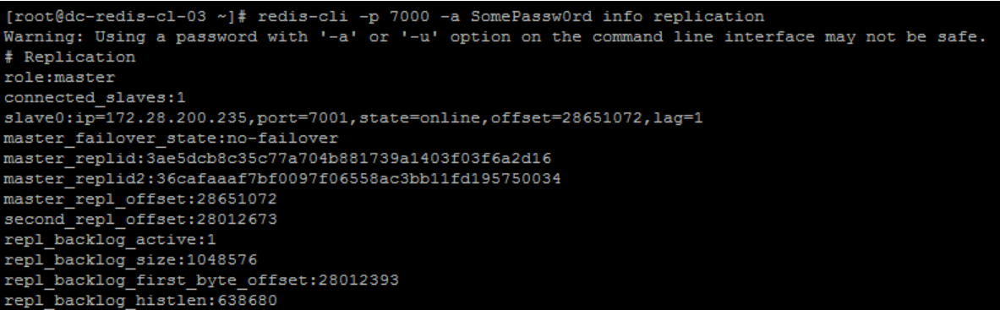 [root@dc-redis-cl-03 ~]# redis-cli -p 7000 -a SomePassw0rd info replication
Warning: Using a password with '-a' or '-u' option on the command line interface may not be safe.
# Replication
role:master
connected_slaves:1
slave0:ip=172.28.200.235,port=7001,state=online,offset=28651072,lag=1
master_failover_state:no-failover
master_replid:3ae5dcb8c35c77a704b881739a1403f03f6a2d16
master_replid2:36cafaaaf7bf0097f06558ac3bb11fd195750034
master_repl_offset:28651072
second_repl_offset:28012673
repl_backlog_active:1
repl_backlog_size:1048576
repl_backlog_first_byte_offset:28012393
repl_backlog_histlen:638680